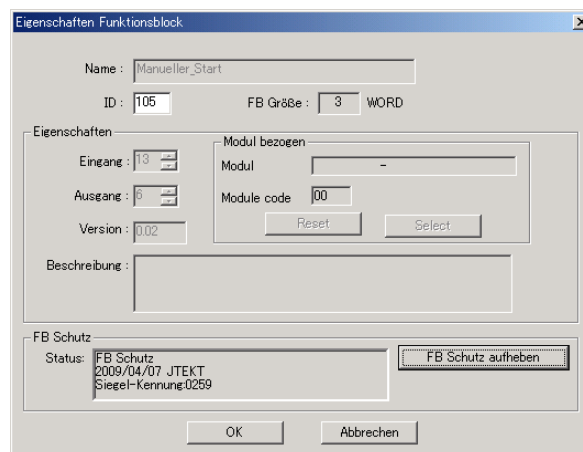 Eigenschaften Funktionsblock
Name : Manueller_Start
ID : 105 FB Größe : 3 WORD
Eigenschaften
Modul bezogen
Eingang : 13
Modul -
Ausgang : 6
Module code 00
Reset Select
Version : 0.02
Beschreibung :
FB Schutz
Status: FB Schutz
2009/04/07 JTEKT
Siegel-Kennung:0259
FB Schutz aufheben
OK Abbrechen